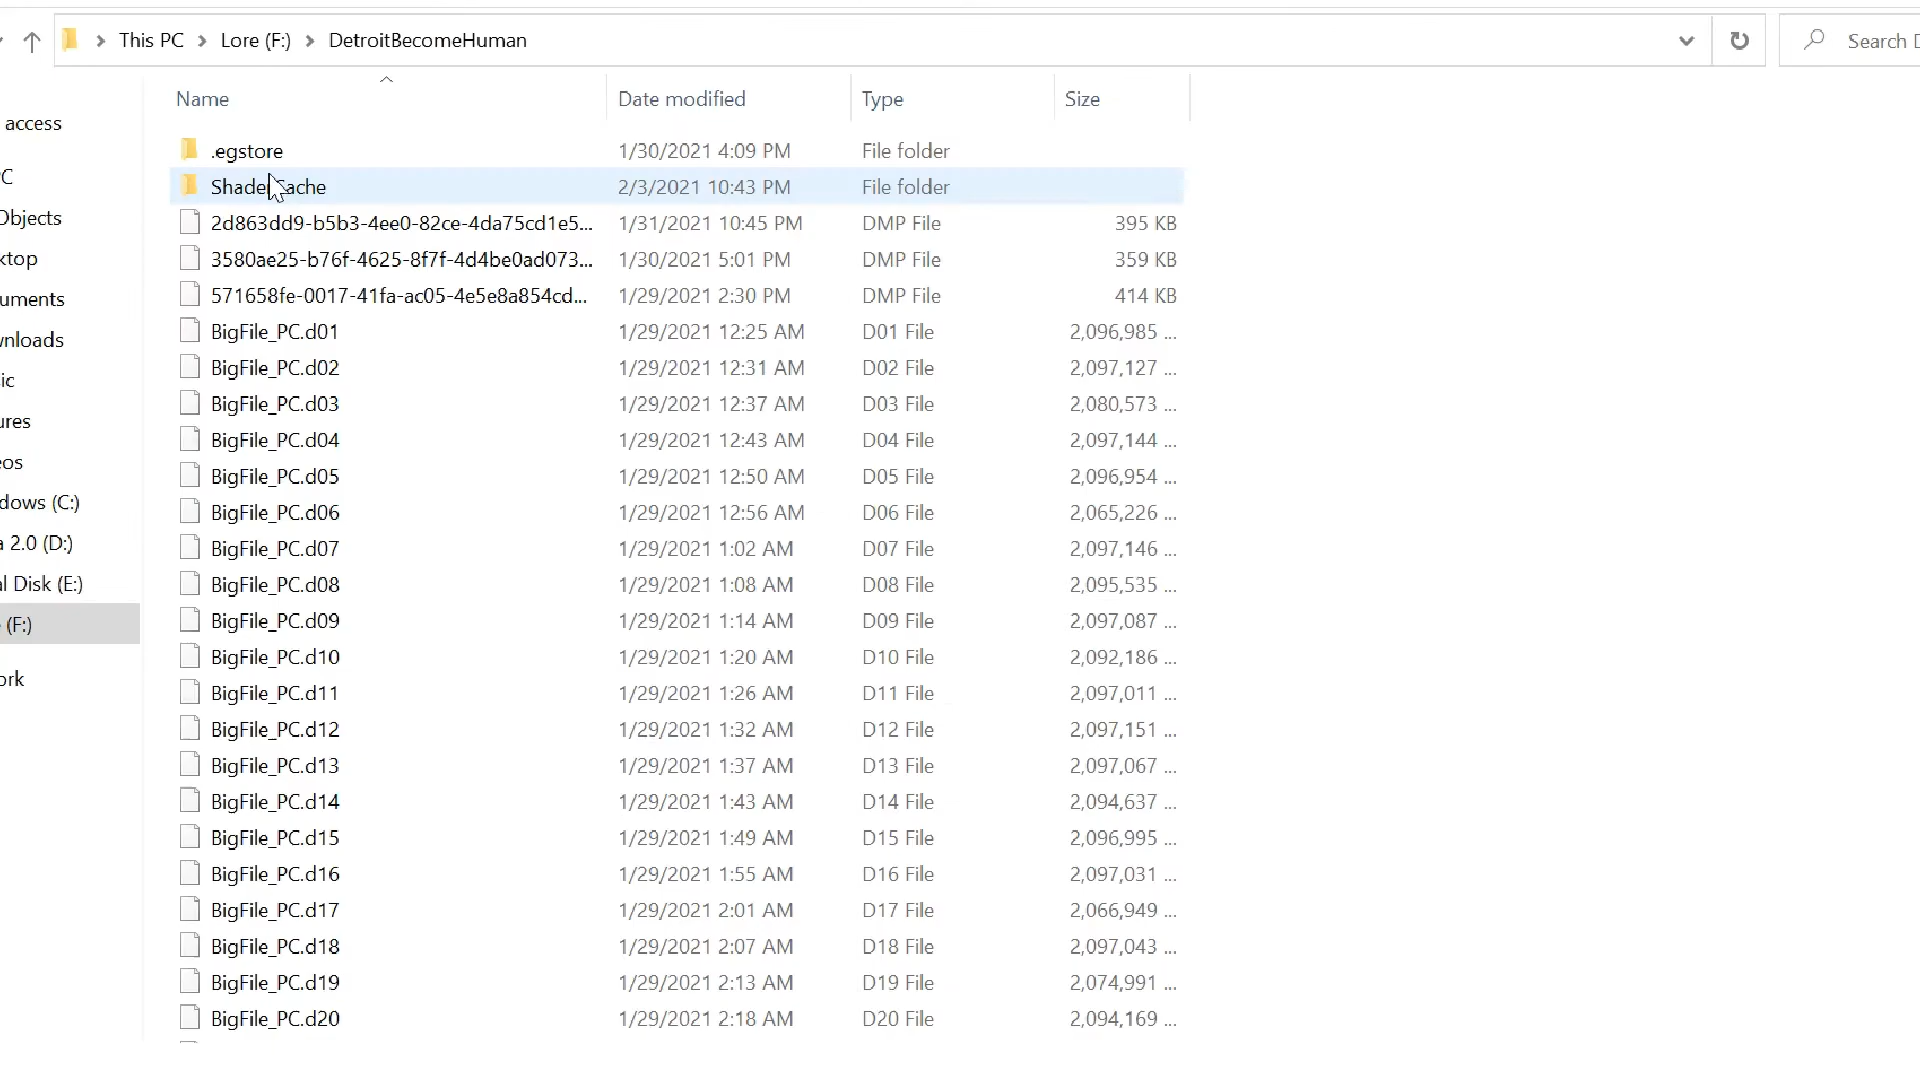 This PC > Lore (F:) > DetroitBecomeHuman
Search D
Name Date modified Type Size
access
C
Objects
ktop
uments
wnloads
ic
ures
eos
dows (C:)
a 2.0 (D:)
al Disk (E:)
(F:)
ork
.egstore 1/30/2021 4:09 PM File folder
ShaderCache 2/3/2021 10:43 PM File folder
2d863dd9-b5b3-4ee0-82ce-4da75cd1e5... 1/31/2021 10:45 PM DMP File 395 KB
3580ae25-b76f-4625-8f7f-4d4be0ad073... 1/30/2021 5:01 PM DMP File 359 KB
571658fe-0017-41fa-ac05-4e5e8a854cd... 1/29/2021 2:30 PM DMP File 414 KB
BigFile_PC.d01 1/29/2021 12:25 AM D01 File 2,096,985 ...
BigFile_PC.d02 1/29/2021 12:31 AM D02 File 2,097,127 ...
BigFile_PC.d03 1/29/2021 12:37 AM D03 File 2,080,573 ...
BigFile_PC.d04 1/29/2021 12:43 AM D04 File 2,097,144 ...
BigFile_PC.d05 1/29/2021 12:50 AM D05 File 2,096,954 ...
BigFile_PC.d06 1/29/2021 12:56 AM D06 File 2,065,226 ...
BigFile_PC.d07 1/29/2021 1:02 AM D07 File 2,097,146 ...
BigFile_PC.d08 1/29/2021 1:08 AM D08 File 2,095,535 ...
BigFile_PC.d09 1/29/2021 1:14 AM D09 File 2,097,087 ...
BigFile_PC.d10 1/29/2021 1:20 AM D10 File 2,092,186 ...
BigFile_PC.d11 1/29/2021 1:26 AM D11 File 2,097,011 ...
BigFile_PC.d12 1/29/2021 1:32 AM D12 File 2,097,151 ...
BigFile_PC.d13 1/29/2021 1:37 AM D13 File 2,097,067 ...
BigFile_PC.d14 1/29/2021 1:43 AM D14 File 2,094,637 ...
BigFile_PC.d15 1/29/2021 1:49 AM D15 File 2,096,995 ...
BigFile_PC.d16 1/29/2021 1:55 AM D16 File 2,097,031 ...
BigFile_PC.d17 1/29/2021 2:01 AM D17 File 2,066,949 ...
BigFile_PC.d18 1/29/2021 2:07 AM D18 File 2,097,043 ...
BigFile_PC.d19 1/29/2021 2:13 AM D19 File 2,074,991 ...
BigFile_PC.d20 1/29/2021 2:18 AM D20 File 2,094,169 ...